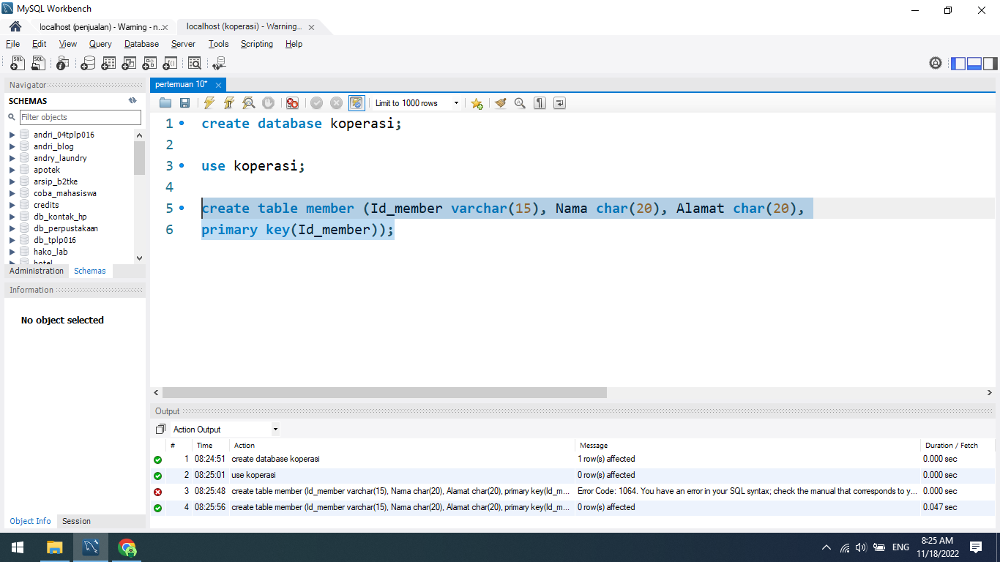 MySQL Workbench
localhost (penjualan) - Warning - n...
localhost (koperasi) - Warning...
File Edit View Query Database Server Tools Scripting Help
Navigator
SCHEMAS
Filter objects
andri_04tplp016
andri_blog
andry_laundry
apotek
arsip_b2tke
coba_mahasiswa
credits
db_kontak_hp
db_perpustakaan
db_tplp016
hako_lab
hotel
Administration Schemas
Information
No object selected
Object Info Session
pertemuan 10*
Limit to 1000 rows
1 create database koperasi;
2
3 use koperasi;
4
5 create table member (Id_member varchar(15), Nama char(20), Alamat char(20),
6 primary key(Id_member));
Output
Action Output
# Time Action Message Duration / Fetch
1 08:24:51 create database koperasi 1 row(s) affected 0.000 sec
2 08:25:01 use koperasi 0 row(s) affected 0.000 sec
3 08:25:48 create table member (Id_member varchar(15), Nama char(20), Alamat char(20), primary key(Id_m... Error Code: 1064. You have an error in your SQL syntax; check the manual that corresponds to y... 0.000 sec
4 08:25:56 create table member (Id_member varchar(15), Nama char(20), Alamat char(20), primary key(Id_m... 0 row(s) affected 0.047 sec
ENG
8:25 AM
11/18/2022